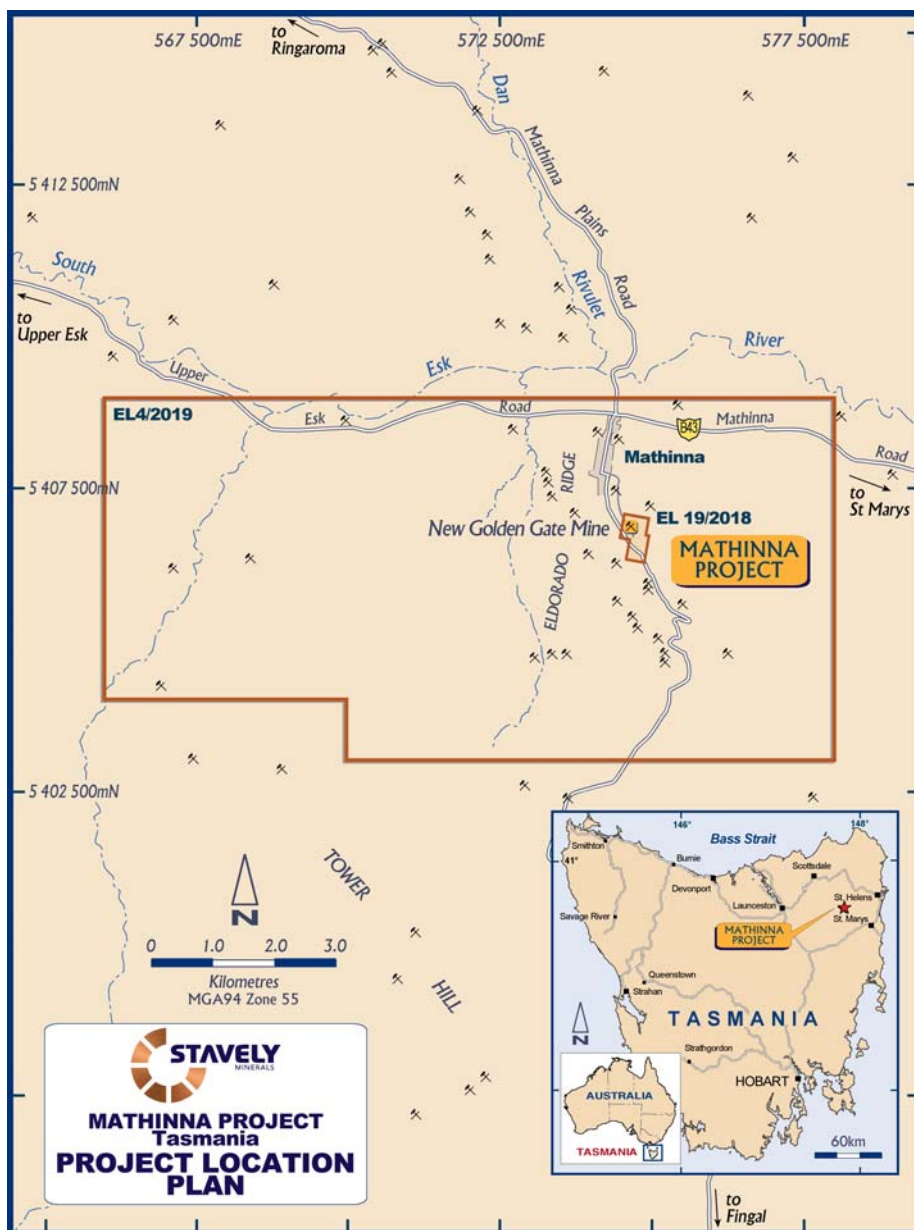 567 500mE
572 500mE
577 500mE
to
Ringarooma
Dan
Rivulet
Mathinna
Plains
Road
5 412 500mN
South
Esk
River
to
Upper Esk
Upper
Esk
Road
Mathinna
Road
B43
EL4/2019
Mathinna
to
St Marys
5 407 500mN
RIDGE
ELDORADO
New Golden Gate Mine
EL 19/2018
MATHINNA
PROJECT
5 402 500mN
TOWER
HILL
N
0 1.0 2.0 3.0
Kilometres
MGA94 Zone 55
STAVELY
MINERALS
MATHINNA PROJECT
Tasmania
PROJECT LOCATION
PLAN
146°
148°
Bass Strait
41°
Smithton
Burnie
Devonport
Scottsdale
Launceston
St. Helens
St. Marys
Savage River
MATHINNA
PROJECT
Queenstown
Strahan
TASMANIA
Strathgordon
HOBART
N
AUSTRALIA
TASMANIA
60km
to
Fingal